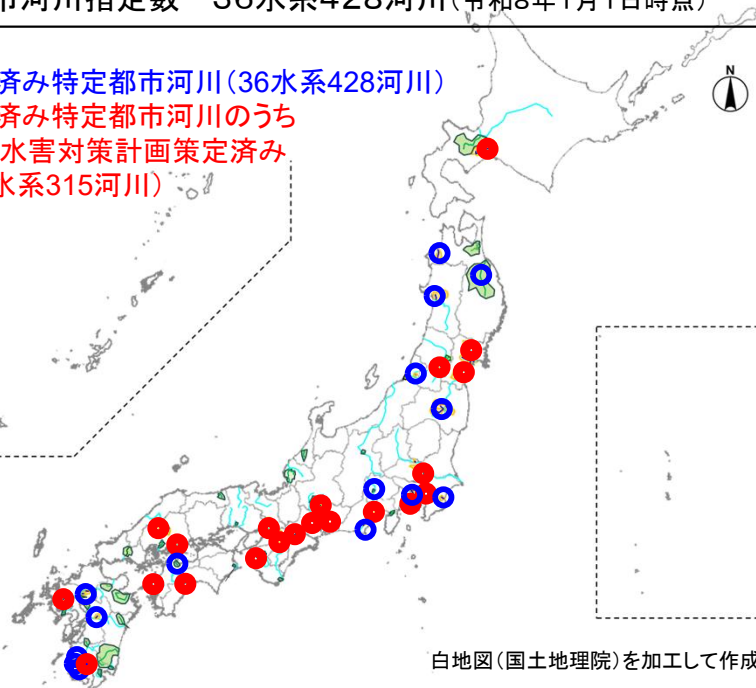 市河川指定数 36水系428河川(令和8年1月1日時点)
済み特定都市河川(36水系428河川)
済み特定都市河川のうち
水害対策計画策定済み
水系315河川)
N
白地図(国土地理院)を加工して作成